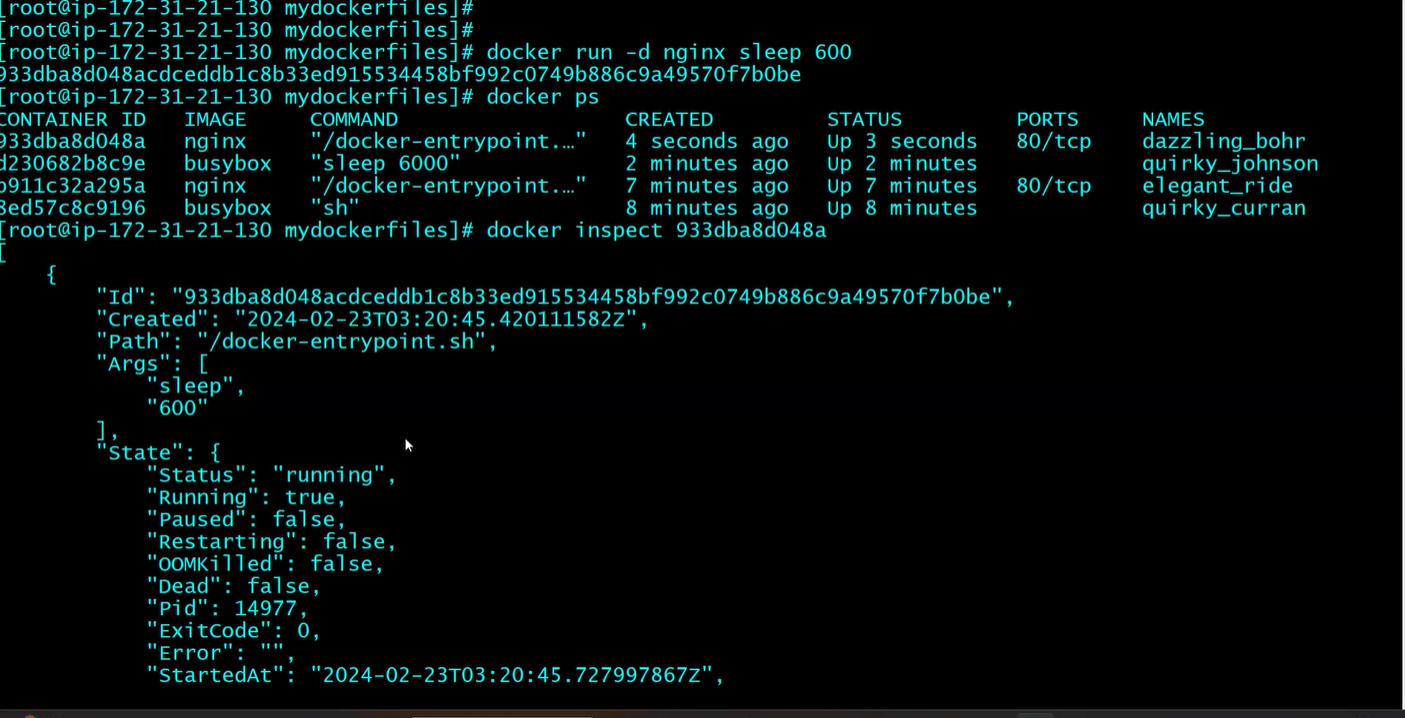 [root@ip-172-31-21-130 mydockerfiles]#
[root@ip-172-31-21-130 mydockerfiles]#
[root@ip-172-31-21-130 mydockerfiles]# docker run -d nginx sleep 600
933dba8d048acdceddb1c8b33ed915534458bf992c0749b886c9a49570f7b0be
[root@ip-172-31-21-130 mydockerfiles]# docker ps
CONTAINER ID IMAGE COMMAND CREATED STATUS PORTS NAMES
933dba8d048a nginx "/docker-entrypoint.…" 4 seconds ago Up 3 seconds 80/tcp dazzling_bohr
d230682b8c9e busybox "sleep 6000" 2 minutes ago Up 2 minutes quirky_johnson
b911c32a295a nginx "/docker-entrypoint.…" 7 minutes ago Up 7 minutes 80/tcp elegant_ride
8ed57c8c9196 busybox "sh" 8 minutes ago Up 8 minutes quirky_curran
[root@ip-172-31-21-130 mydockerfiles]# docker inspect 933dba8d048a
[
{
"Id": "933dba8d048acdceddb1c8b33ed915534458bf992c0749b886c9a49570f7b0be",
"Created": "2024-02-23T03:20:45.420111582Z",
"Path": "/docker-entrypoint.sh",
"Args": [
"sleep",
"600"
],
"State": {
"Status": "running",
"Running": true,
"Paused": false,
"Restarting": false,
"OOMKilled": false,
"Dead": false,
"Pid": 14977,
"ExitCode": 0,
"Error": "",
"StartedAt": "2024-02-23T03:20:45.727997867Z",